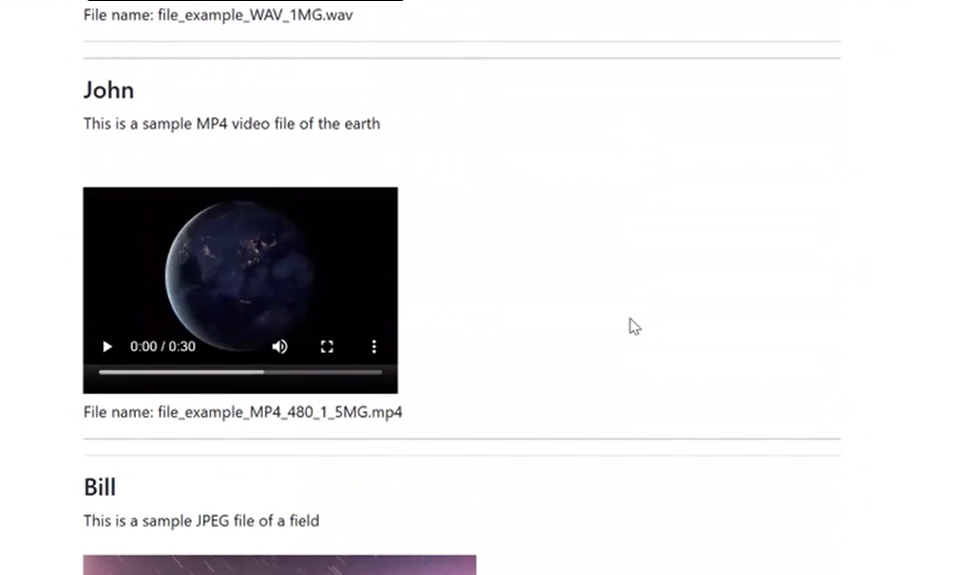 File name: file_example_WAV_1MG.wav
John
This is a sample MP4 video file of the earth
0:00 / 0:30
File name: file_example_MP4_480_1_5MG.mp4
Bill
This is a sample JPEG file of a field